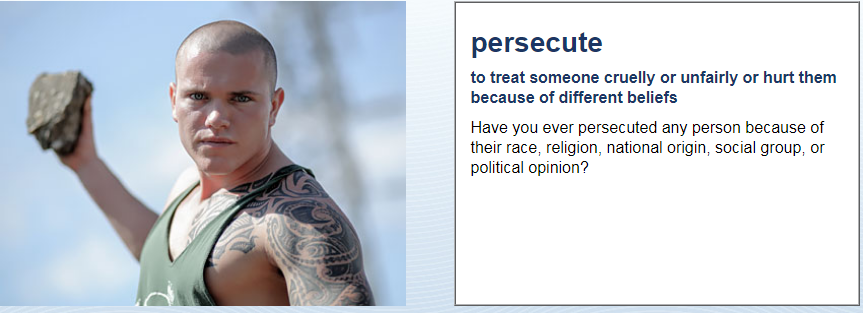 persecute
to treat someone cruelly or unfairly or hurt them
because of different beliefs
Have you ever persecuted any person because of
their race, religion, national origin, social group, or
political opinion?